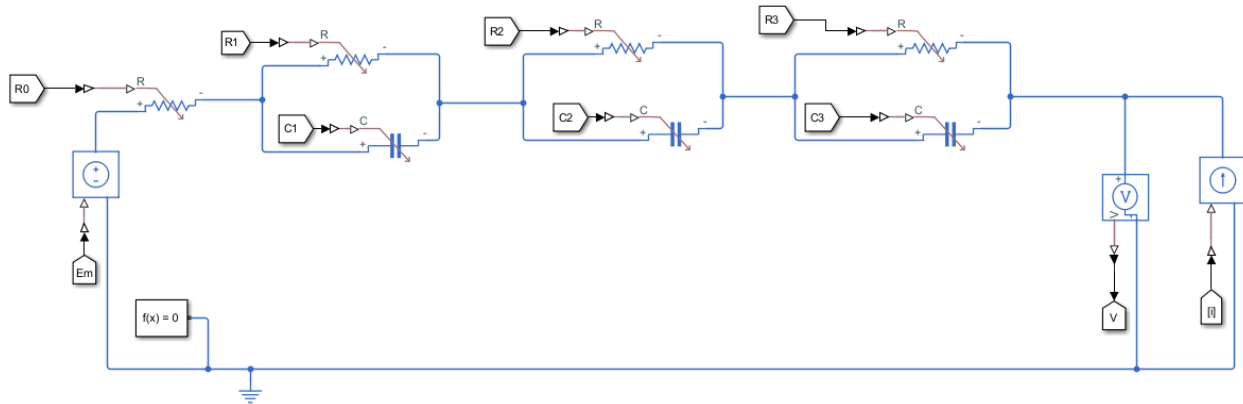 R1
R
+
-
R2
R
+
-
R3
R
+
-
R0
R
+
-
C1
C
+
-
C2
C
+
-
C3
C
+
-
+
-
Em
f(x) = 0
+
V
-
V
V
[i]